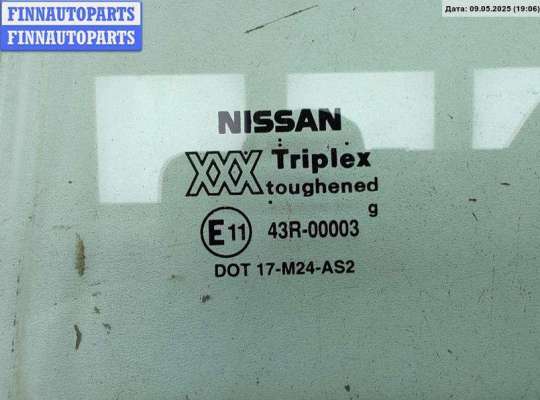 FINNAUTOPARTS
FINNAUTOPARTS
Дата: 09.05.2025 (19:06)
NISSAN
XXX Triplex
toughened
g
E11 43R-00003
DOT 17-M24-AS2